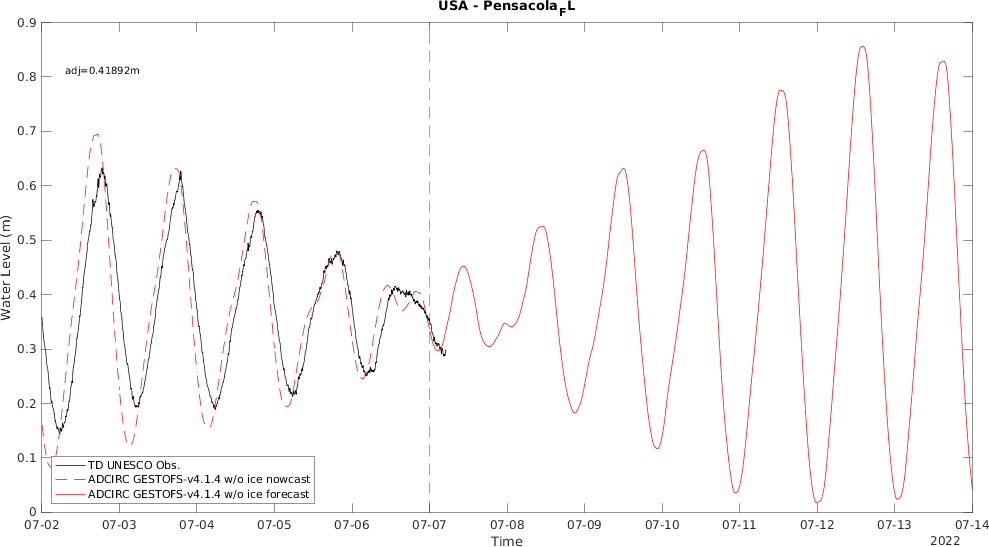 USA - Pensacola_FL
adj=0.41892m
Water Level (m)
0.9
0.8
0.7
0.6
0.5
0.4
0.3
0.2
0.1
0
TD UNESCO Obs.
ADCIRC GESTOFS-v4.1.4 w/o ice nowcast
ADCIRC GESTOFS-v4.1.4 w/o ice forecast
07-02 07-03 07-04 07-05 07-06 07-07 07-08 07-09 07-10 07-11 07-12 07-13 07-14
Time
2022